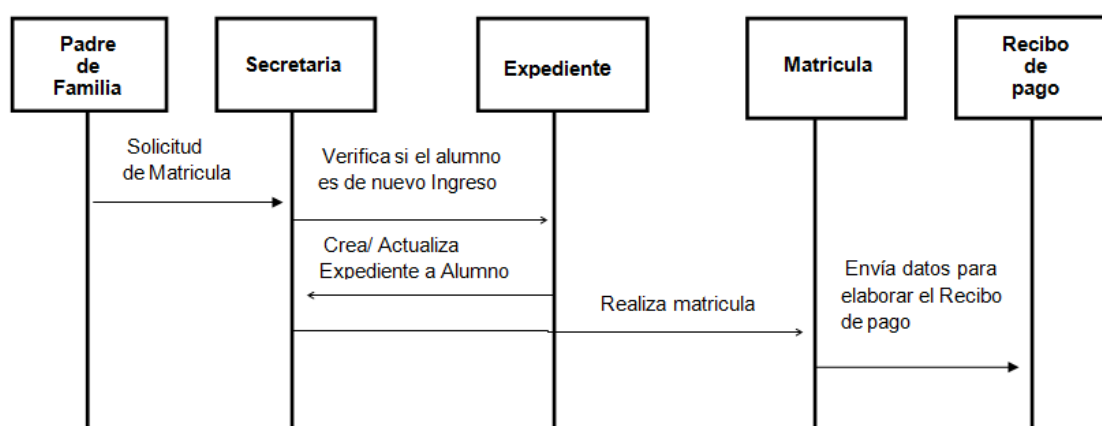 Padre
de
Familia
Secretaria
Expediente
Matricula
Recibo
de
pago
Solicitud
de Matricula
Verifica si el alumno
es de nuevo Ingreso
Crea/ Actualiza
Expediente a Alumno
Realiza matricula
Envía datos para
elaborar el Recibo
de pago